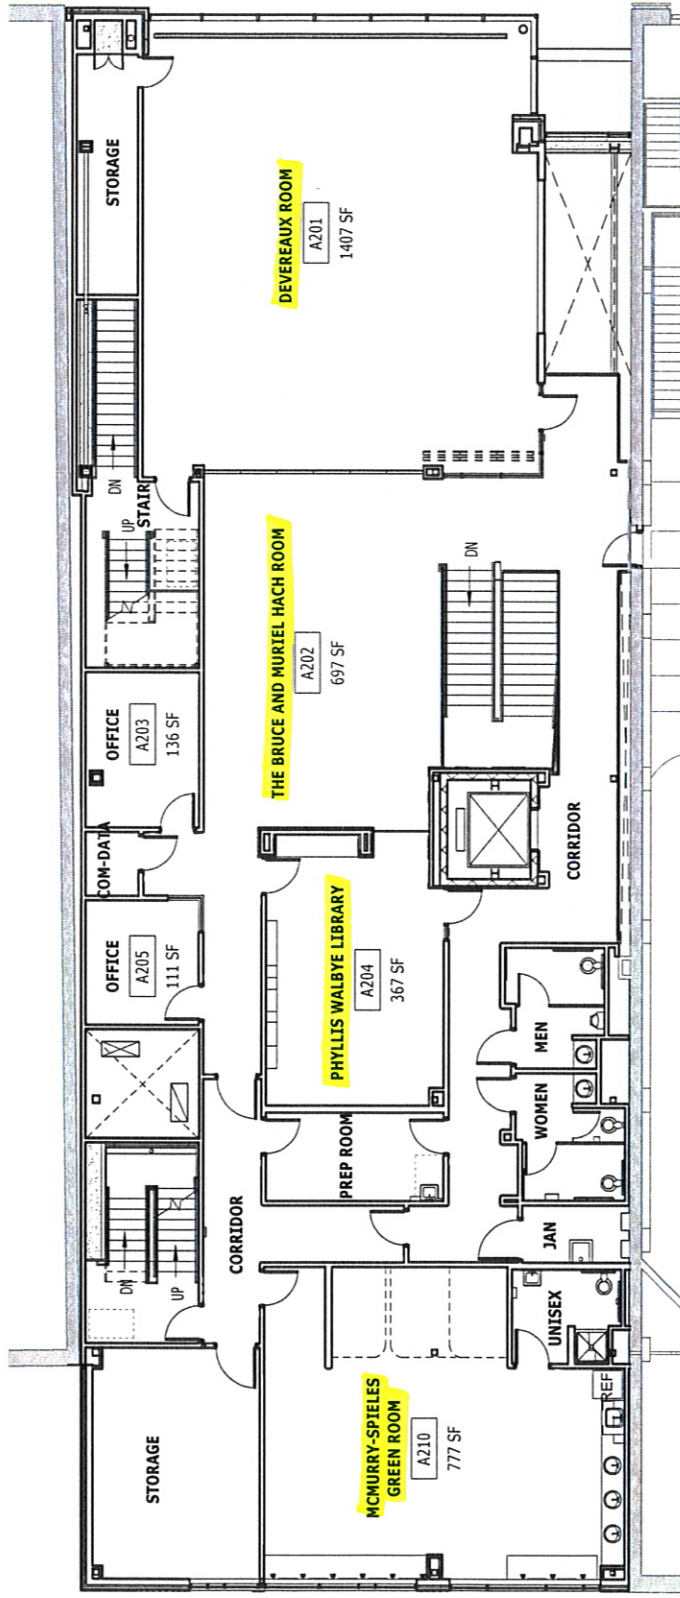 STORAGE
DEVEREAUX ROOM
A201
1407 SF
DN
UP
STAIR
THE BRUCE AND MURIEL HACH ROOM
A202
697 SF
DN
OFFICE
A203
136 SF
COM-DATA
CORRIDOR
OFFICE
A205
111 SF
PHYLLIS WALBYE LIBRARY
A204
367 SF
MEN
WOMEN
PREP ROOM
CORRIDOR
JAN
DN
UP
UNISEX
REF
STORAGE
MCMURRY-SPIELES
GREEN ROOM
A210
777 SF